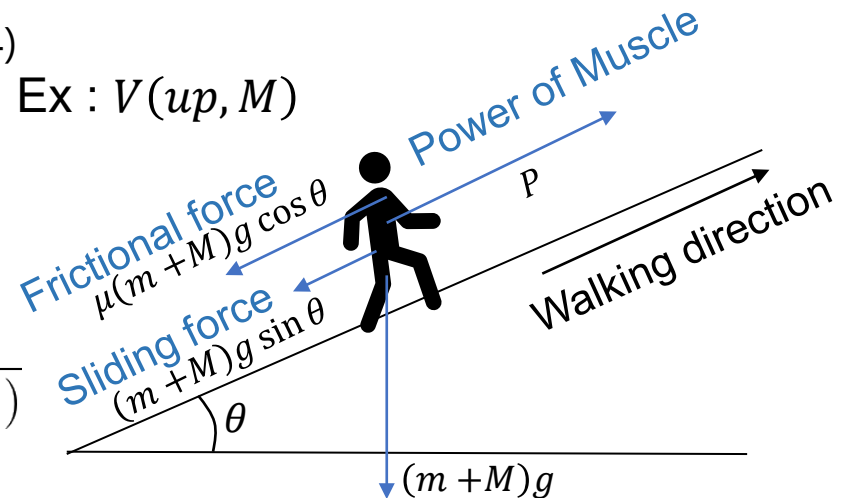 )
Ex : V(up, M)
Power of Muscle
P
Frictional force
μ(m +M)g cos θ
Walking direction
Sliding force
(m +M)g sin θ
)
θ
(m +M)g